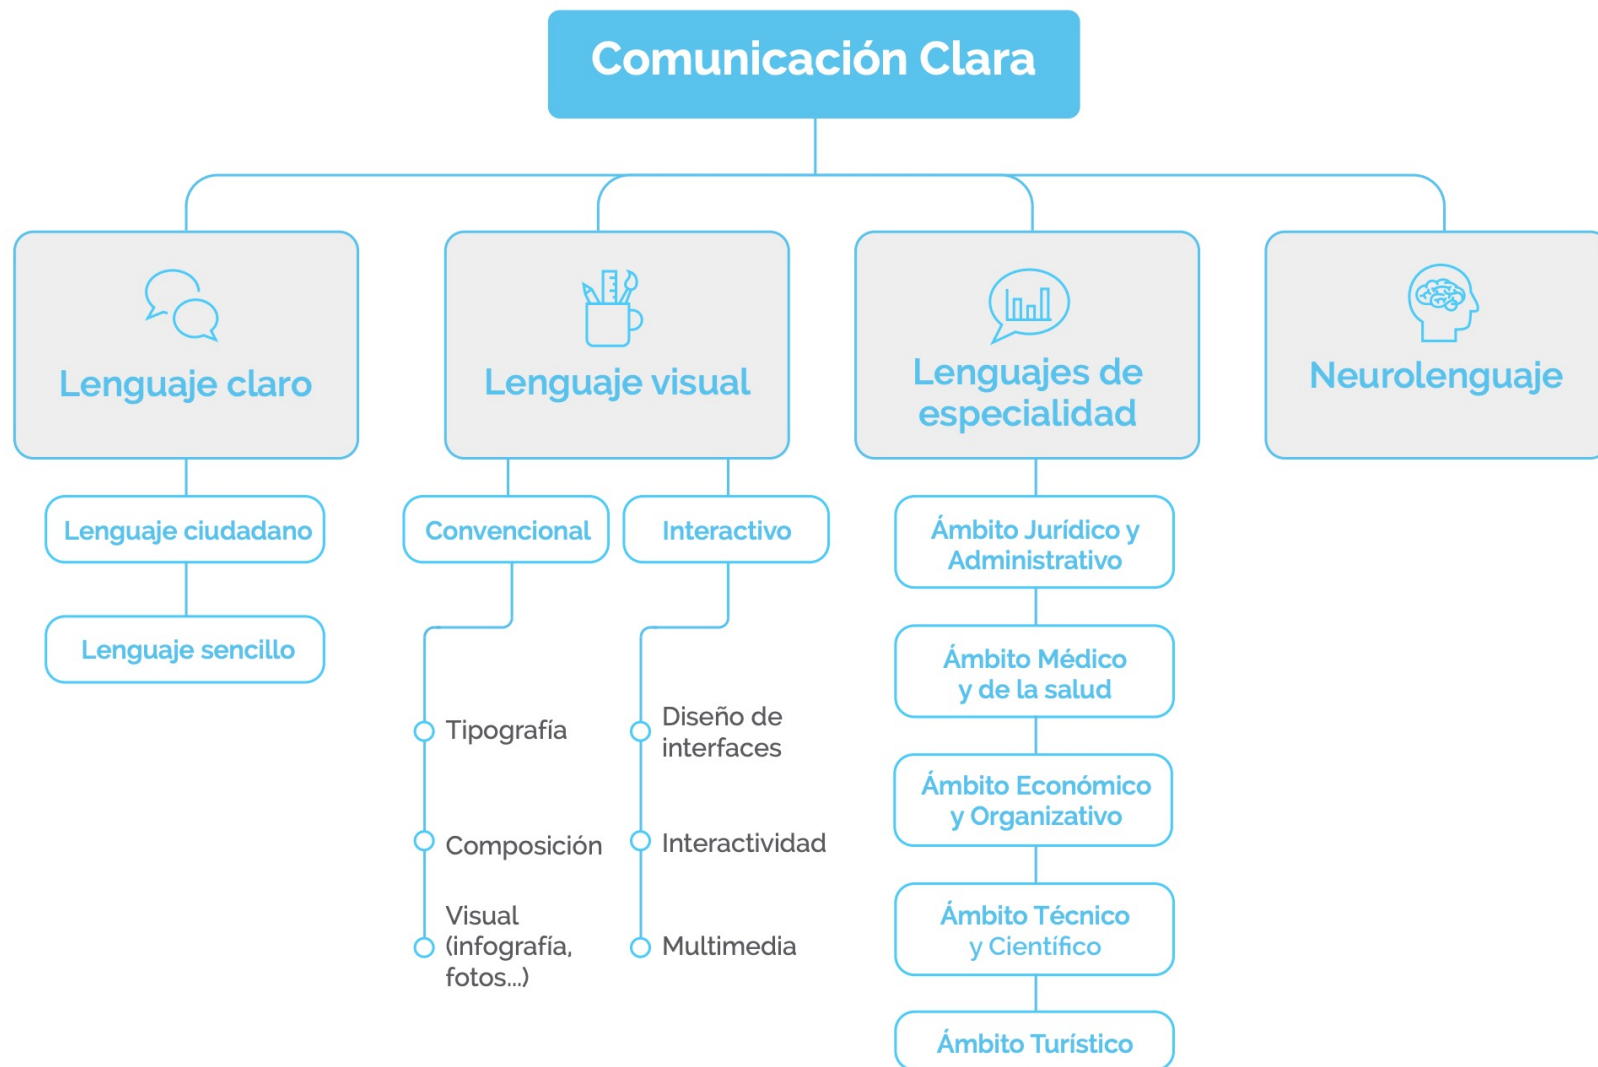 Comunicación Clara
Lenguaje claro
Lenguaje ciudadano
Lenguaje sencillo
Lenguaje visual
Convencional
Tipografía
Composición
Visual
(infografía,
fotos...)
Interactivo
Diseño de
interfaces
Interactividad
Multimedia
Lenguajes de
especialidad
Ámbito Jurídico y
Administrativo
Ámbito Médico
y de la salud
Ámbito Económico
y Organizativo
Ámbito Técnico
y Científico
Ámbito Turístico
Neurolenguaje